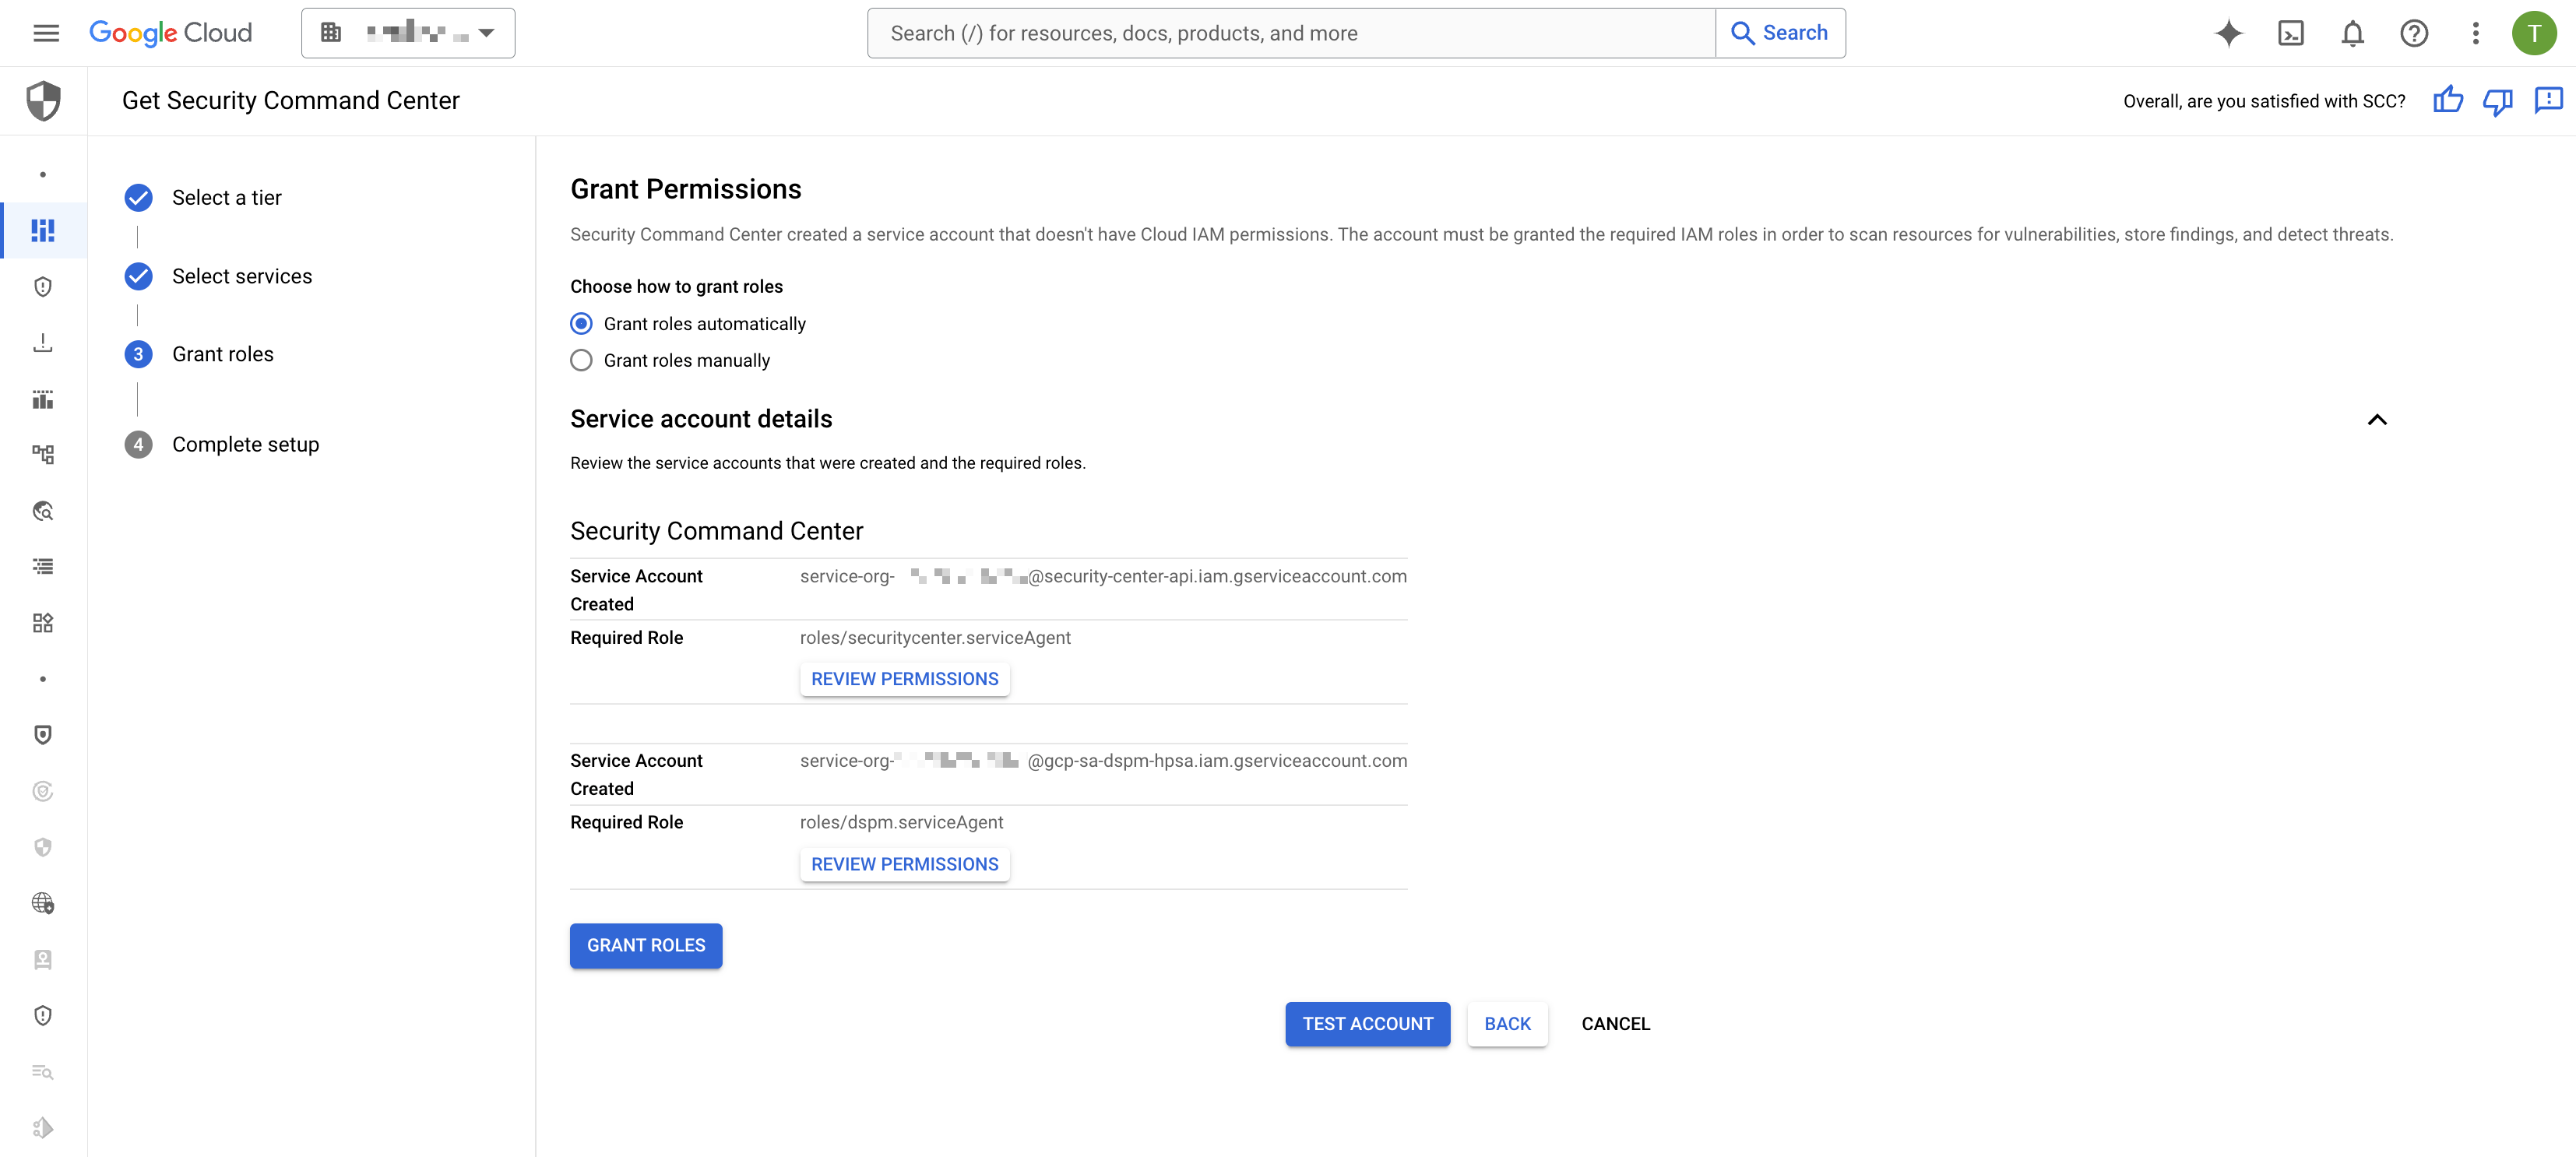 Google Cloud
Search (/) for resources, docs, products, and more
Search
T
Get Security Command Center
Overall, are you satisfied with SCC?
Select a tier
Select services
3 Grant roles
4 Complete setup
Grant Permissions
Security Command Center created a service account that doesn't have Cloud IAM permissions. The account must be granted the required IAM roles in order to scan resources for vulnerabilities, store findings, and detect threats.
Choose how to grant roles
Grant roles automatically
Grant roles manually
Service account details
Review the service accounts that were created and the required roles.
Security Command Center
Service Account Created service-org- @security-center-api.iam.gserviceaccount.com
Required Role roles/securitycenter.serviceAgent
REVIEW PERMISSIONS
Service Account Created service-org- @gcp-sa-dspm-hpsa.iam.gserviceaccount.com
Required Role roles/dspm.serviceAgent
REVIEW PERMISSIONS
GRANT ROLES
TEST ACCOUNT BACK CANCEL